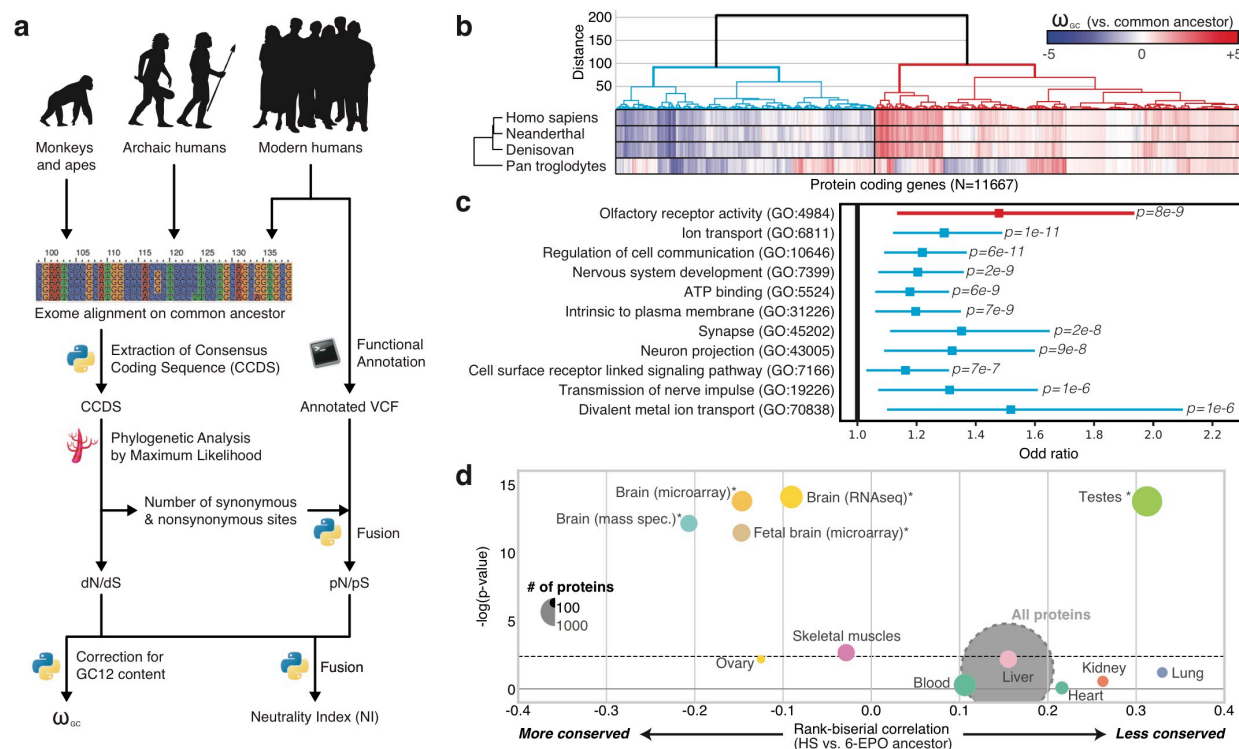 a
Monkeys
and apes
Archaic humans
Modern humans
100 105 110 115 120 125 130 135
Exome alignment on common ancestor
Extraction of Consensus
Coding Sequence (CCDS)
Functional
Annotation
CCDS
Annotated VCF
Phylogenetic Analysis
by Maximum Likelihood
Number of synonymous
& nonsynonymous sites
Fusion
dN/dS
pN/pS
Correction for
GC12 content
Fusion
ωGC
Neutrality Index (NI)
b
Distance
200
150
100
50
ωGC (vs. common ancestor)
-5 0 +5
Homo sapiens
Neanderthal
Denisovan
Pan troglodytes
Protein coding genes (N=11667)
c
Olfactory receptor activity (GO:4984) p=8e-9
Ion transport (GO:6811) p=1e-11
Regulation of cell communication (GO:10646) p=6e-11
Nervous system development (GO:7399) p=2e-9
ATP binding (GO:5524) p=6e-9
Intrinsic to plasma membrane (GO:31226) p=7e-9
Synapse (GO:45202) p=2e-8
Neuron projection (GO:43005) p=9e-8
Cell surface receptor linked signaling pathway (GO:7166) p=7e-7
Transmission of nerve impulse (GO:19226) p=1e-6
Divalent metal ion transport (GO:70838) p=1e-6
1.0 1.2 1.4 1.6 1.8 2.0 2.2
Odd ratio
d
-log(p-value)
15
10
5
0
Brain (microarray)*
Brain (RNAseq)*
Testes *
Brain (mass spec.)*
Fetal brain (microarray)*
# of proteins
100
1000
All proteins
Skeletal muscles
Ovary
Liver
Kidney
Lung
Blood
Heart
-0.4 -0.3 -0.2 -0.1 0.0 0.1 0.2 0.3 0.4
More conserved
Rank-biserial correlation
(HS vs. 6-EPO ancestor)
Less conserved